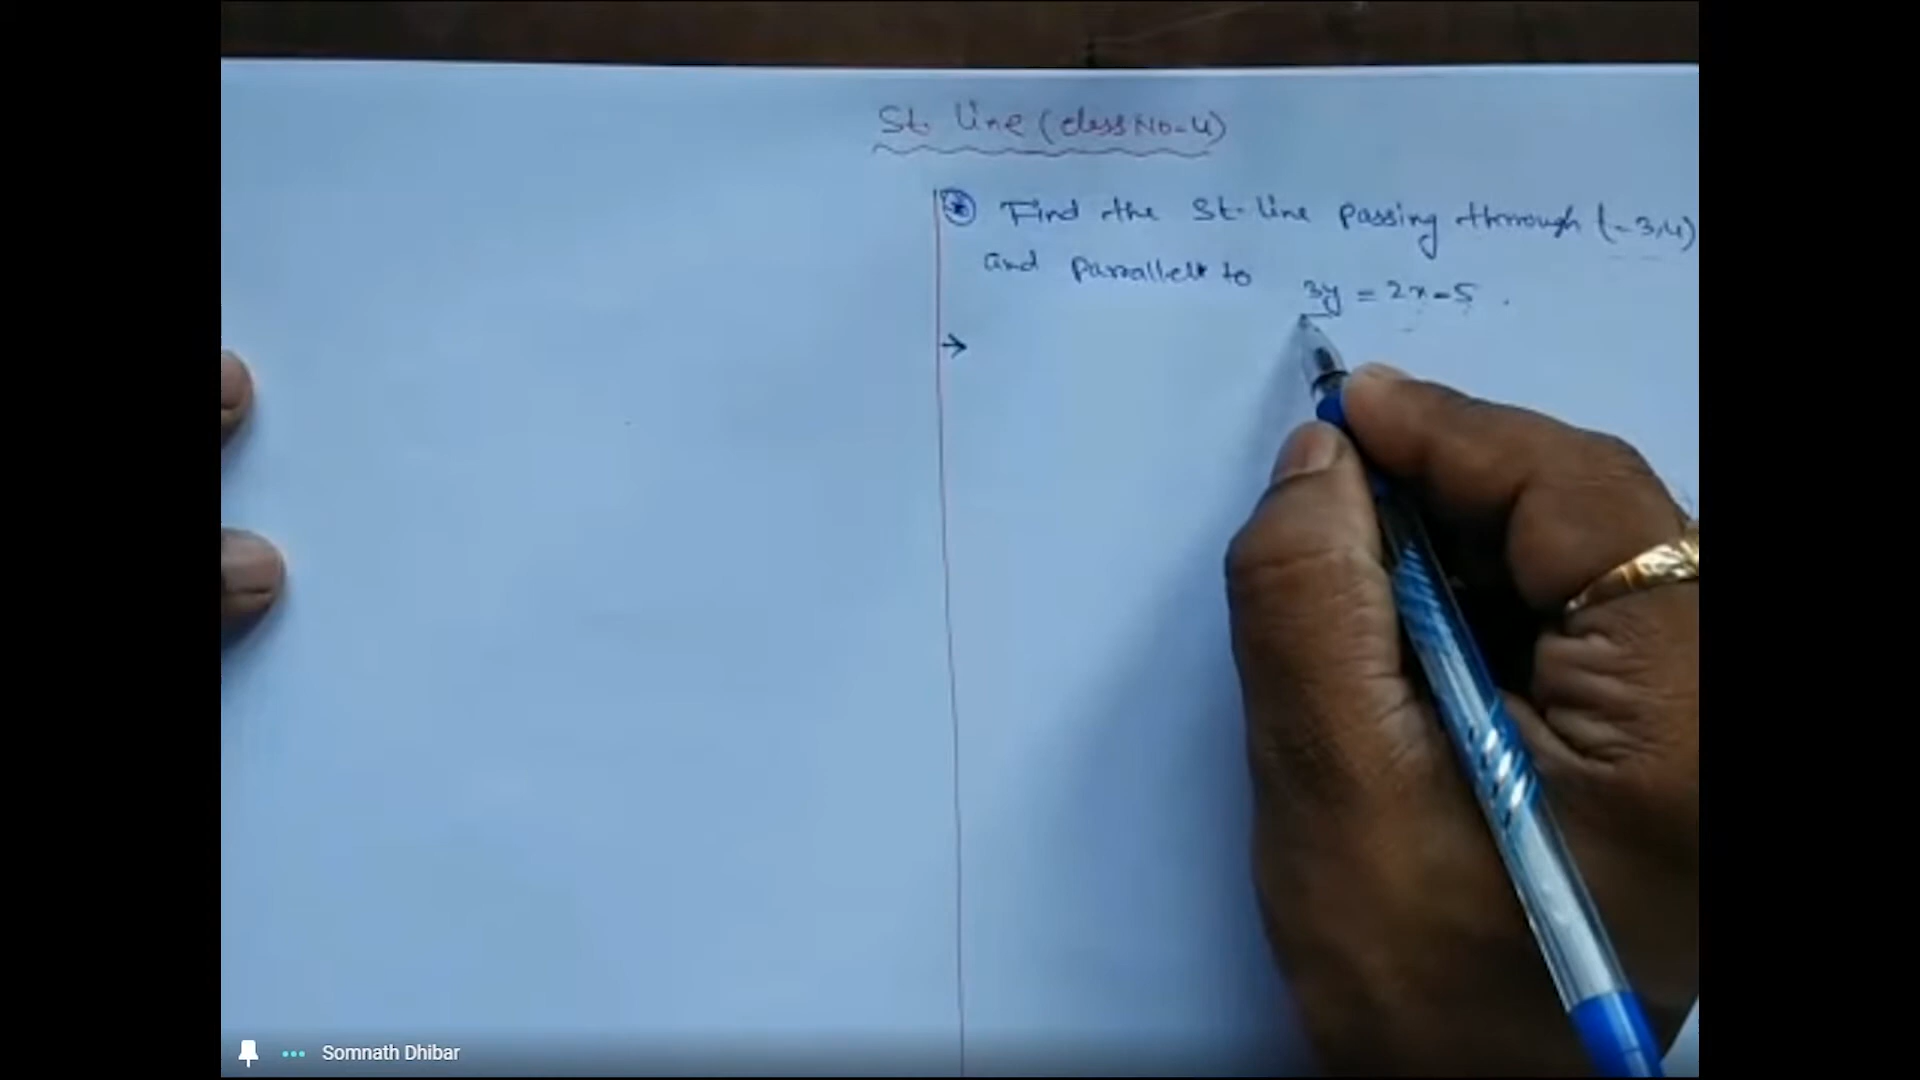 St. line (class No-4)
* Find the St. line passing through (-3,4)
and parallel to 3y = 2x-5.
→
Somnath Dhibar